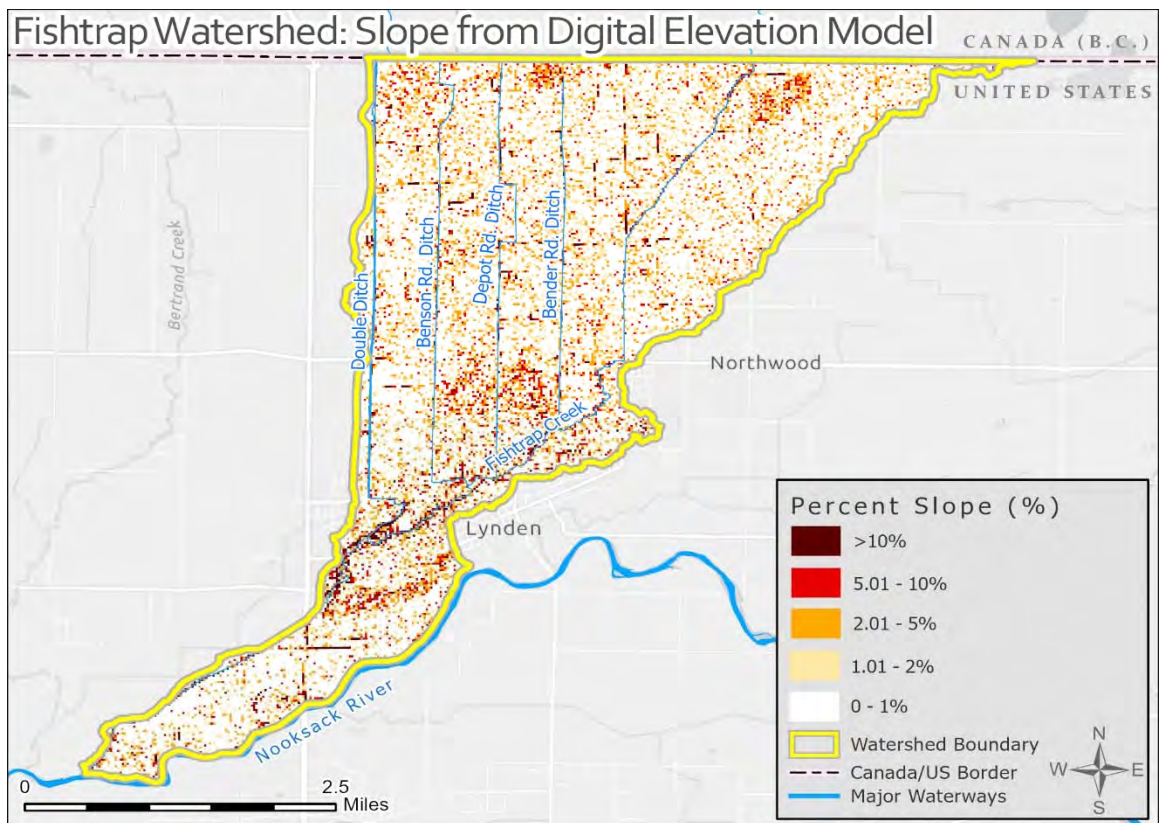 Fishtrap Watershed: Slope from Digital Elevation Model
CANADA (B.C.)
UNITED STATES
Bertrand Creek
Double Ditch
Benson Rd. Ditch
Depot Rd. Ditch
Bender Rd. Ditch
Northwood
Fishtrap Creek
Lynden
Nooksack River
Percent Slope (%)
>10%
5.01 - 10%
2.01 - 5%
1.01 - 2%
0 - 1%
Watershed Boundary
Canada/US Border
Major Waterways
N
W E
S
0 2.5
Miles